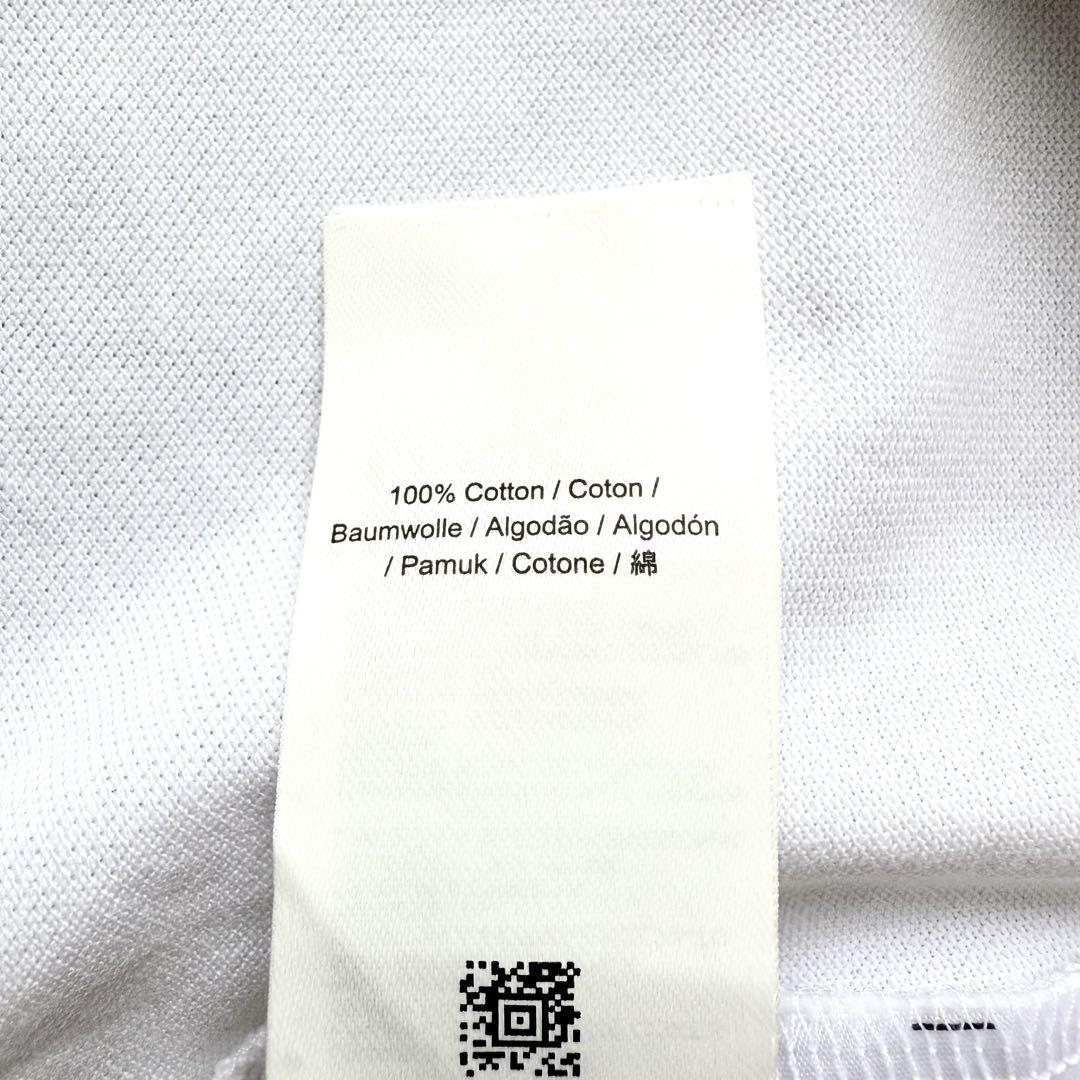 100% Cotton / Coton /
Baumwolle / Algodão / Algodón
/ Pamuk / Cotone / 綿